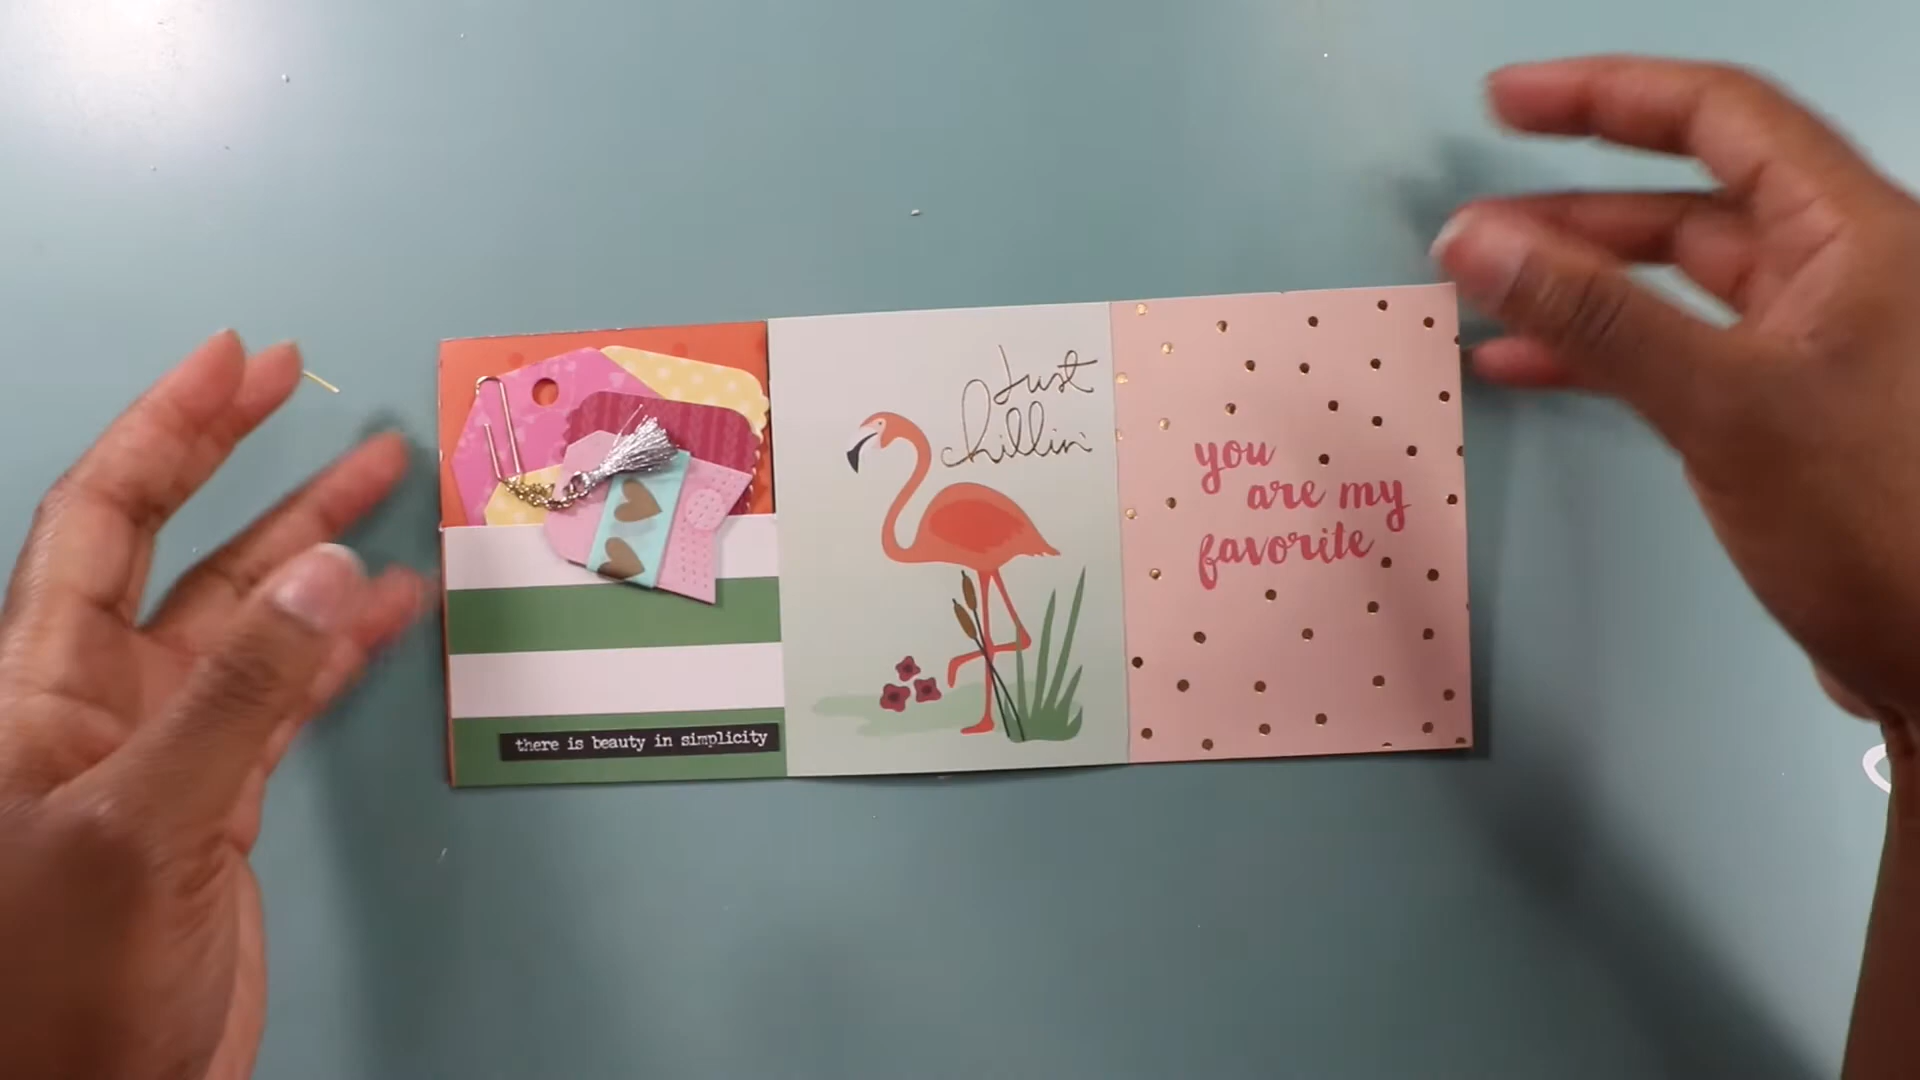 there is beauty in simplicity
Just
chillin'
you
are my
favorite